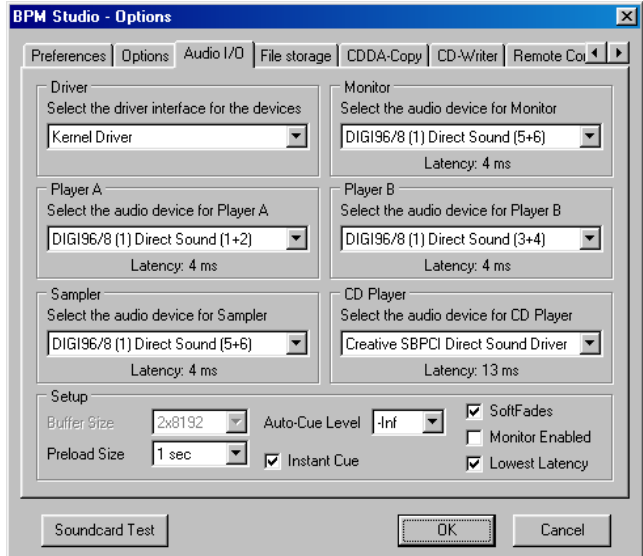 BPM Studio - Options
Preferences Options Audio I/O File storage CDDA-Copy CD-Writer
Driver
Select the driver interface for the devices
Kernel Driver
Monitor
Select the audio device for Monitor
DIGI96/8 (1) Direct Sound (5+6)
Latency: 4 ms
Player A
Select the audio device for Player A
DIGI96/8 (1) Direct Sound (1+2)
Latency: 4 ms
Player B
Select the audio device for Player B
DIGI96/8 (1) Direct Sound (3+4)
Latency: 4 ms
Sampler
Select the audio device for Sampler
DIGI96/8 (1) Direct Sound (5+6)
Latency: 4 ms
CD Player
Select the audio device for CD Player
Creative SBPCI Direct Sound Driver
Latency: 13 ms
Setup
Buffer Size 2x8192 Auto-Cue Level -Inf
Preload Size 1 sec Instant Cue
SoftFades
Monitor Enabled
Lowest Latency
Soundcard Test OK Cancel